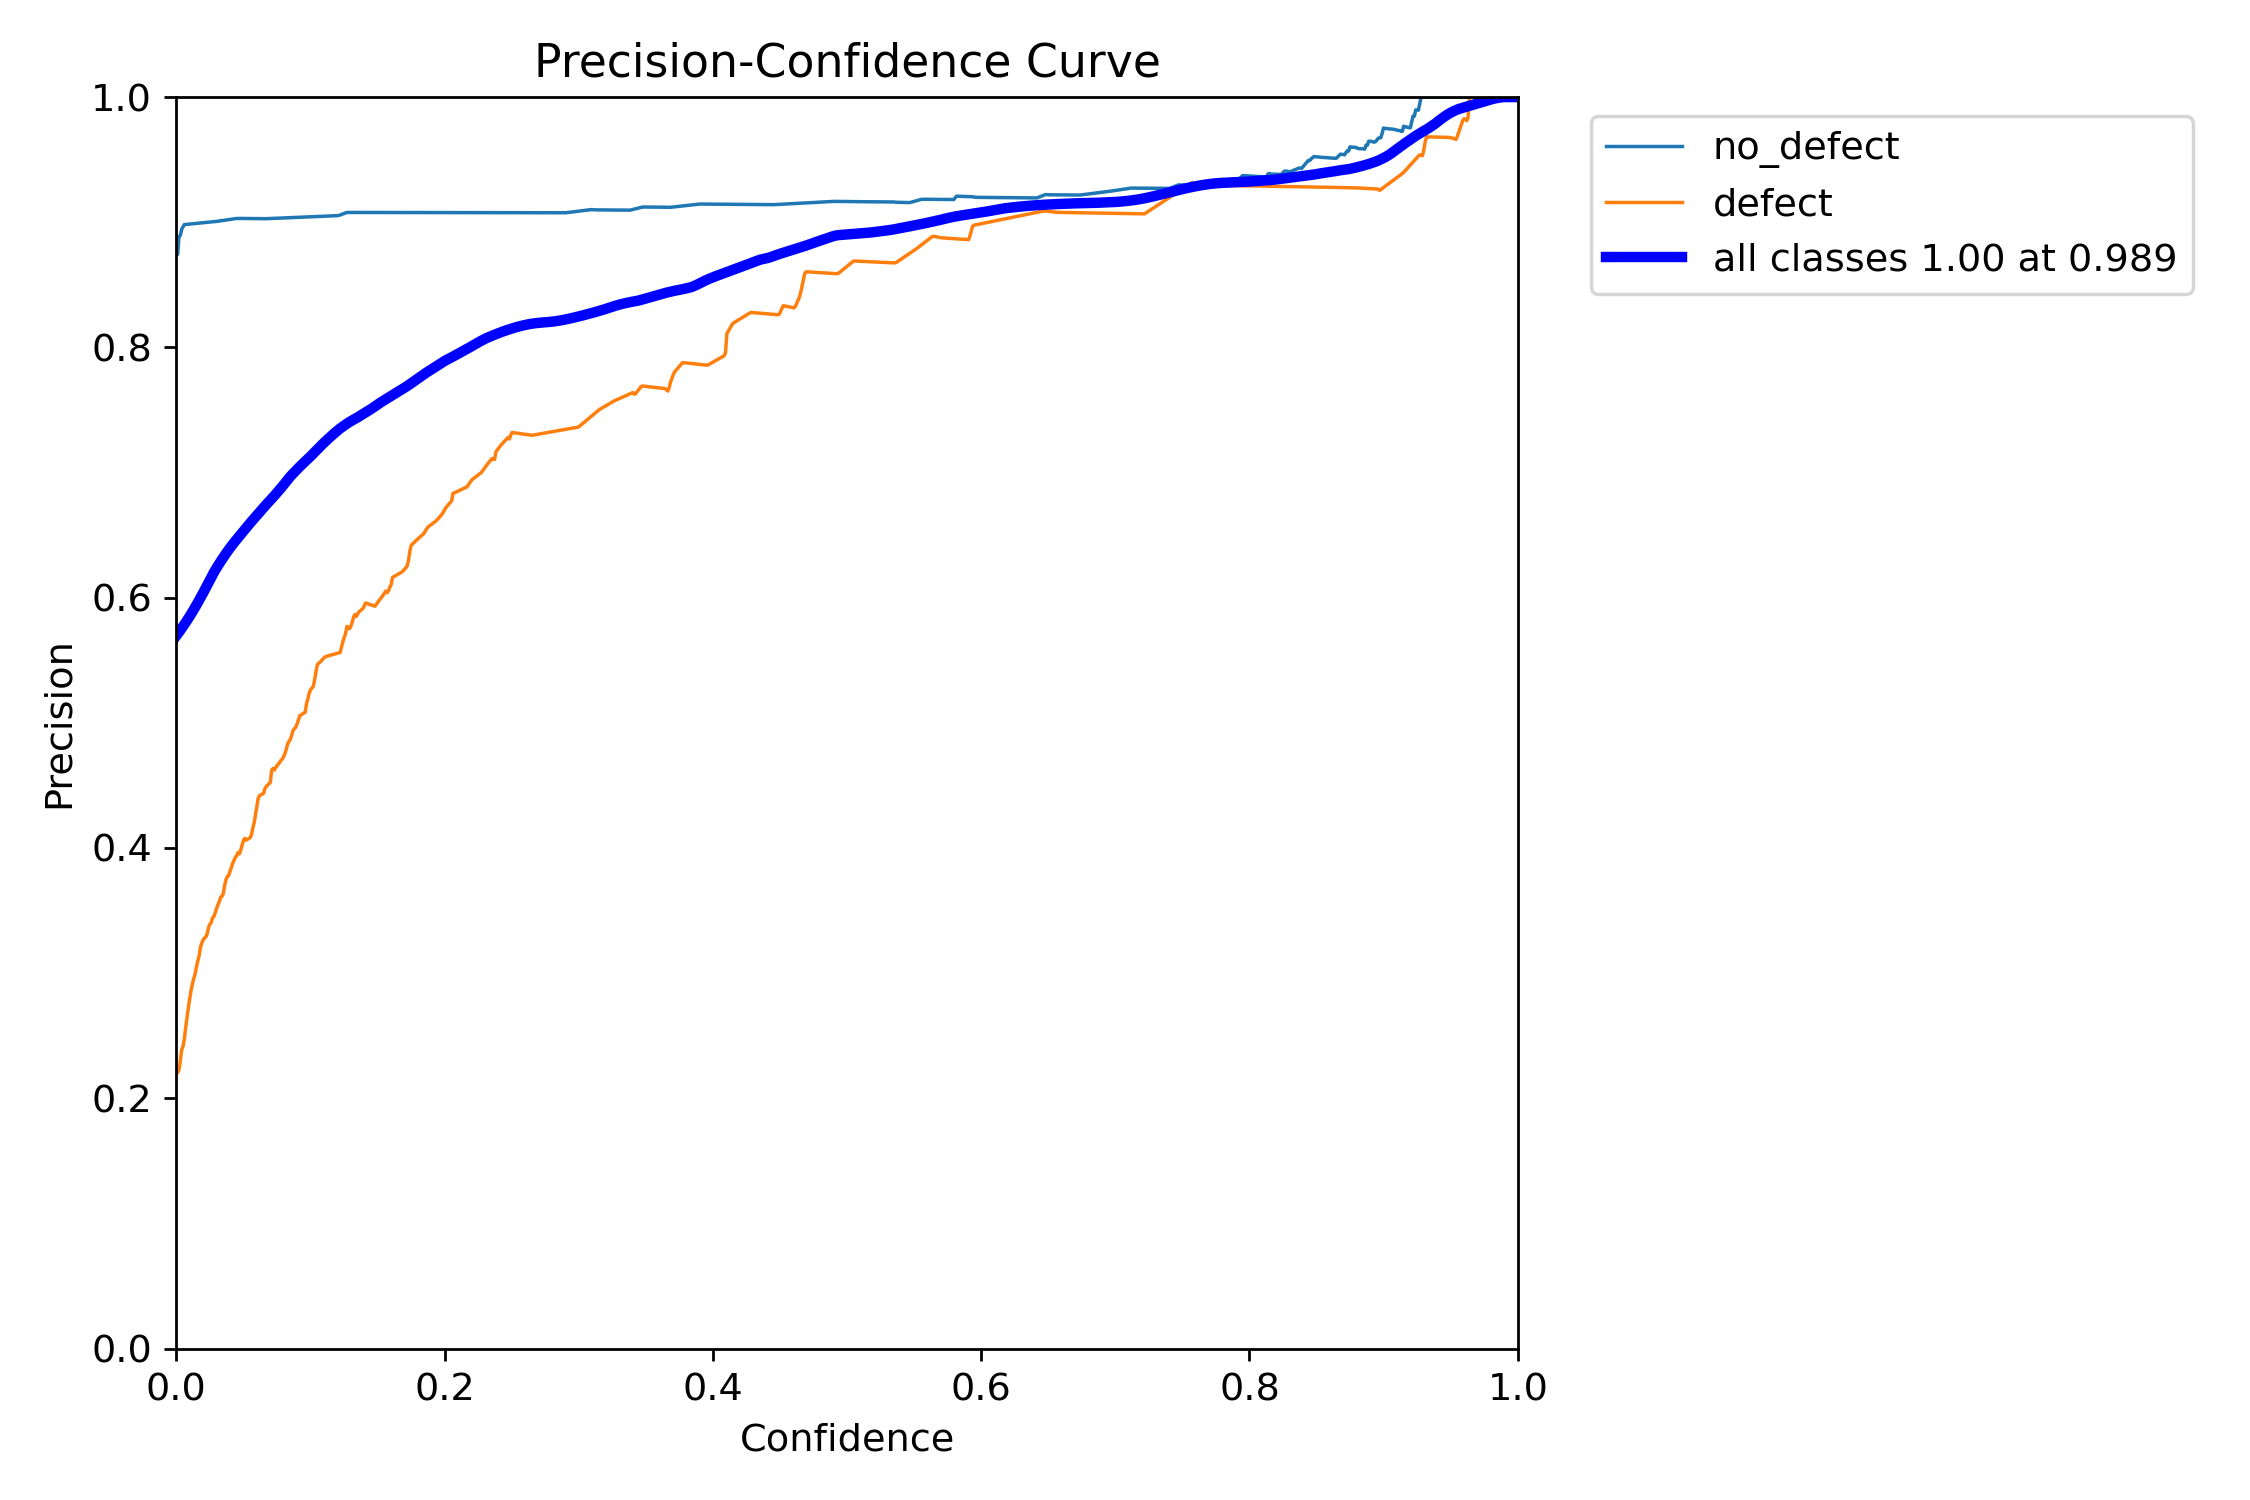 Precision-Confidence Curve
1.0
0.8
0.6
0.4
0.2
0.0
Precision
0.0 0.2 0.4 0.6 0.8 1.0
Confidence
no_defect
defect
all classes 1.00 at 0.989